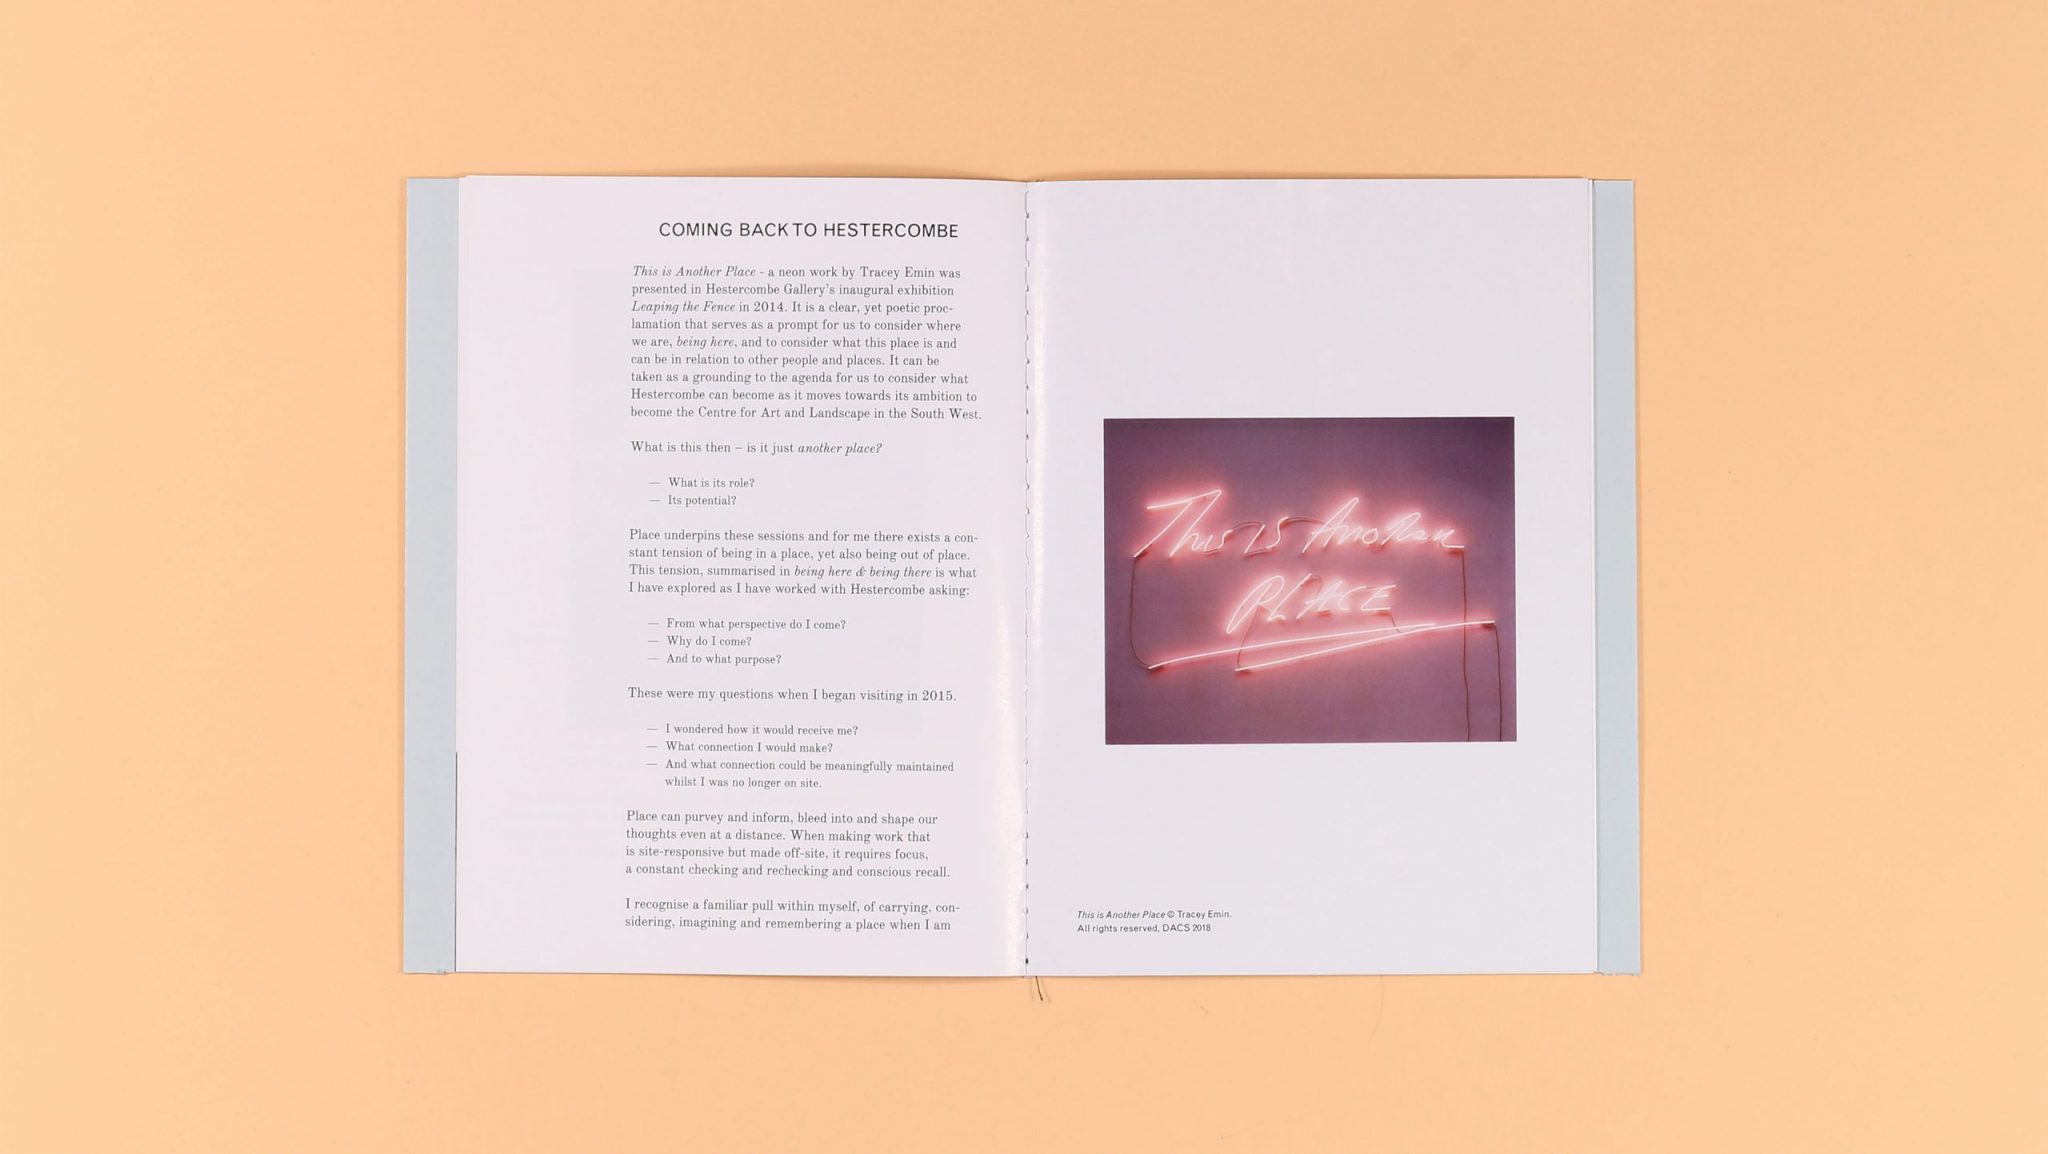 COMING BACK TO HESTERCOMBE
This is Another Place - a neon work by Tracey Emin was
presented in Hestercombe Gallery's inaugural exhibition
Leaping the Fence in 2014. It is a clear, yet poetic proc-
lamation that serves as a prompt for us to consider where
we are, being here, and to consider what this place is and
can be in relation to other people and places. It can be
taken as a grounding to the agenda for us to consider what
Hestercombe can become as it moves towards its ambition to
become the Centre for Art and Landscape in the South West.
What is this then – is it just another place?
— What is its role?
— Its potential?
Place underpins these sessions and for me there exists a con-
stant tension of being in a place, yet also being out of place.
This tension, summarised in being here & being there is what
I have explored as I have worked with Hestercombe asking:
— From what perspective do I come?
— Why do I come?
— And to what purpose?
These were my questions when I began visiting in 2015.
— I wondered how it would receive me?
— What connection I would make?
— And what connection could be meaningfully maintained
whilst I was no longer on site.
Place can purvey and inform, bleed into and shape our
thoughts even at a distance. When making work that
is site-responsive but made off-site, it requires focus,
a constant checking and rechecking and conscious recall.
I recognise a familiar pull within myself, of carrying, con-
sidering, imagining and remembering a place when I am
This is Another
PLACE
This is Another Place © Tracey Emin.
All rights reserved, DACS 2018